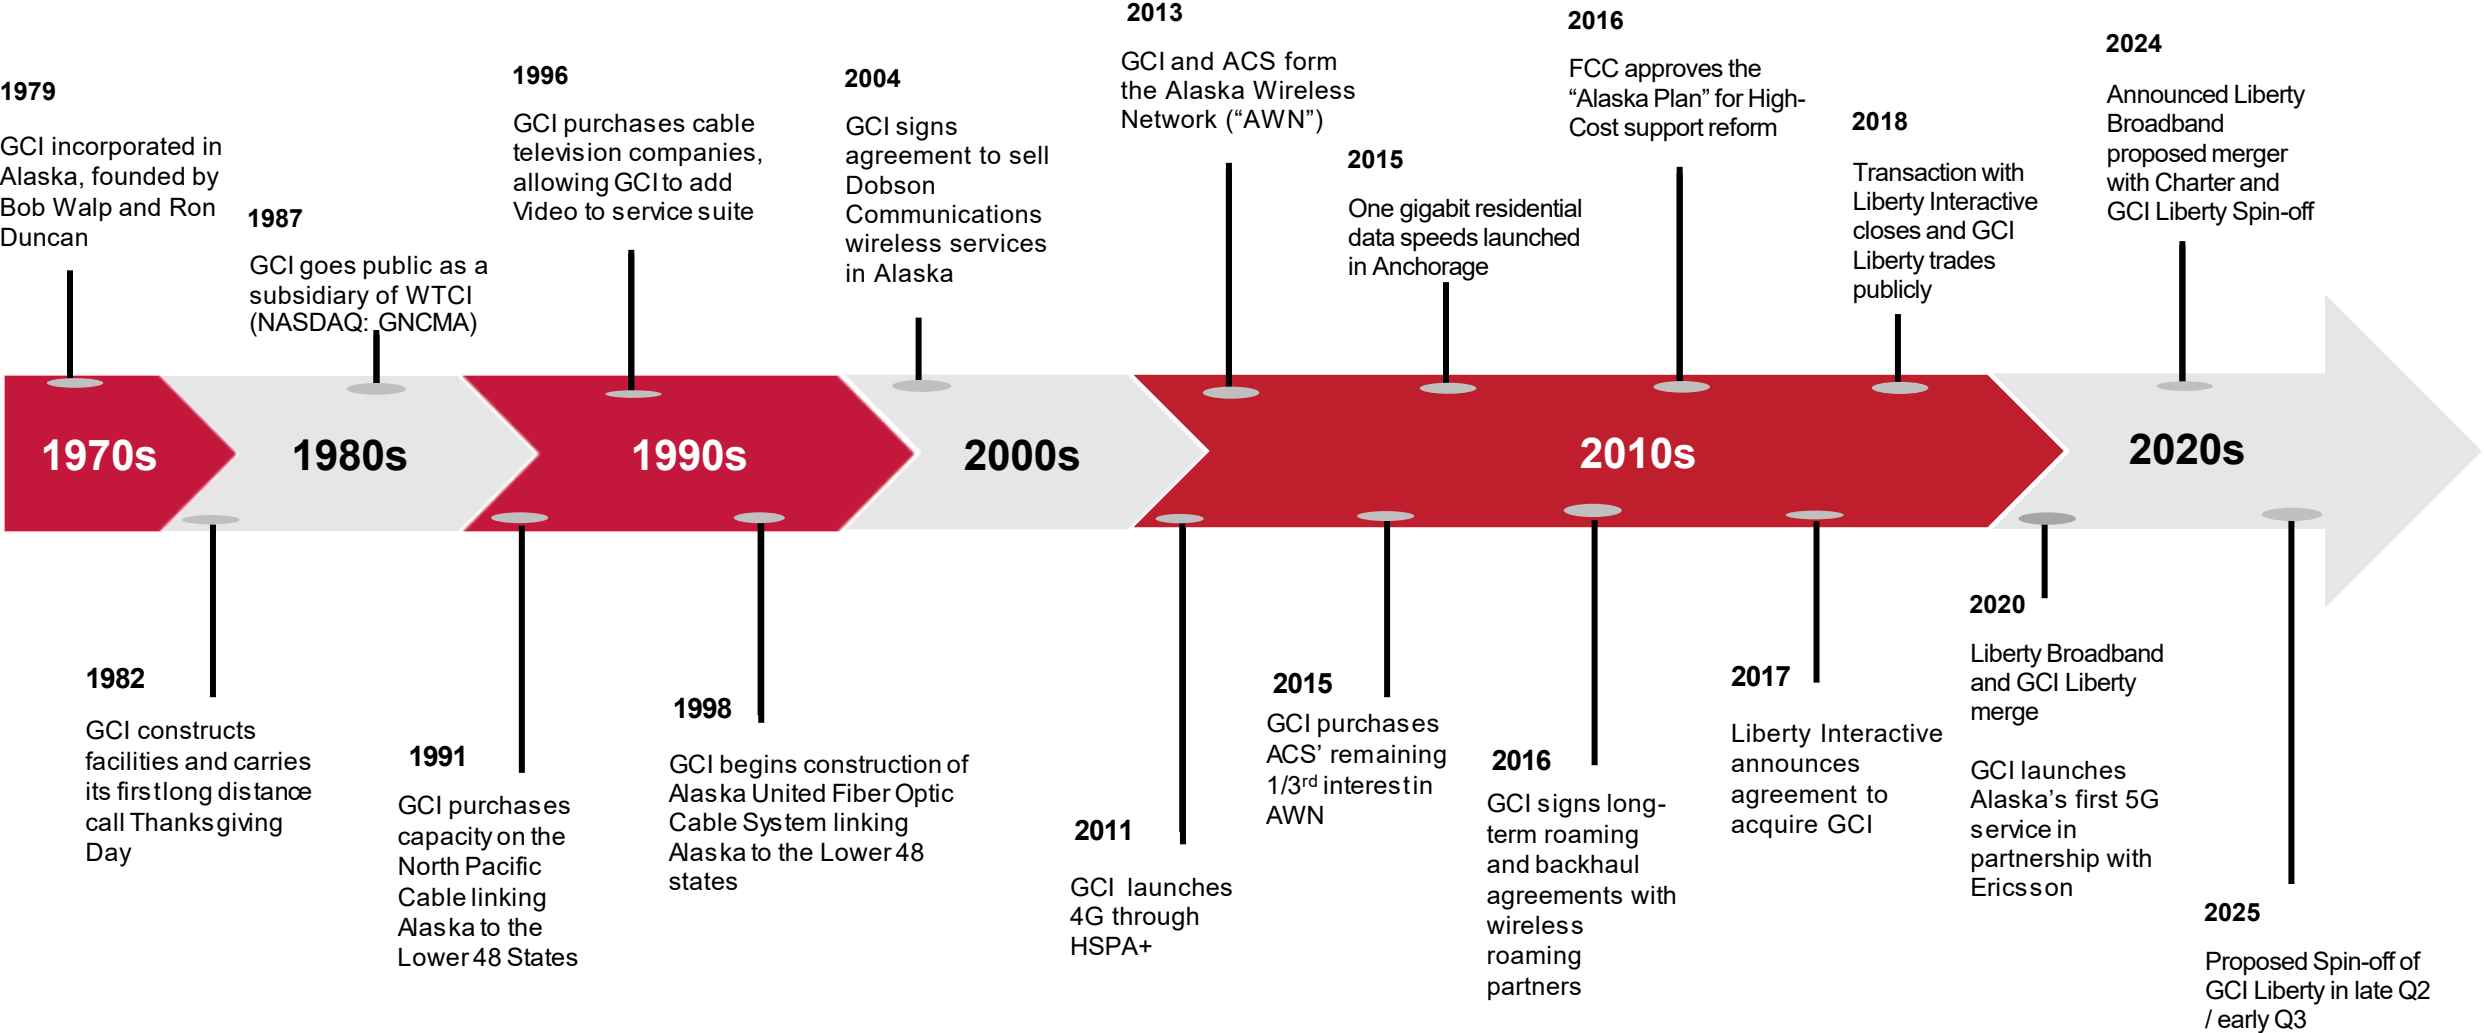 1979
GCI incorporated in
Alaska, founded by
Bob Walp and Ron
Duncan
1987
GCI goes public as a
subsidiary of WTCI
(NASDAQ: GNCMA)
1996
GCI purchases cable
television companies,
allowing GCI to add
Video to service suite
2004
GCI signs
agreement to sell
Dobson
Communications
wireless services
in Alaska
2013
GCI and ACS form
the Alaska Wireless
Network (“AWN”)
2015
One gigabit residential
data speeds launched
in Anchorage
2016
FCC approves the
“Alaska Plan” for High-
Cost support reform
2018
Transaction with
Liberty Interactive
closes and GCI
Liberty trades
publicly
2024
Announced Liberty
Broadband
proposed merger
with Charter and
GCI Liberty Spin-off
1970s
1980s
1990s
2000s
2010s
2020s
1982
GCI constructs
facilities and carries
its first long distance
call Thanksgiving
Day
1991
GCI purchases
capacity on the
North Pacific
Cable linking
Alaska to the
Lower 48 States
1998
GCI begins construction of
Alaska United Fiber Optic
Cable System linking
Alaska to the Lower 48
states
2011
GCI launches
4G through
HSPA+
2015
GCI purchases
ACS’ remaining
1/3rd interest in
AWN
2016
GCI signs long-
term roaming
and backhaul
agreements with
wireless
roaming
partners
2017
Liberty Interactive
announces
agreement to
acquire GCI
2020
Liberty Broadband
and GCI Liberty
merge
GCI launches
Alaska’s first 5G
service in
partnership with
Ericsson
2025
Proposed Spin-off of
GCI Liberty in late Q2
/ early Q3